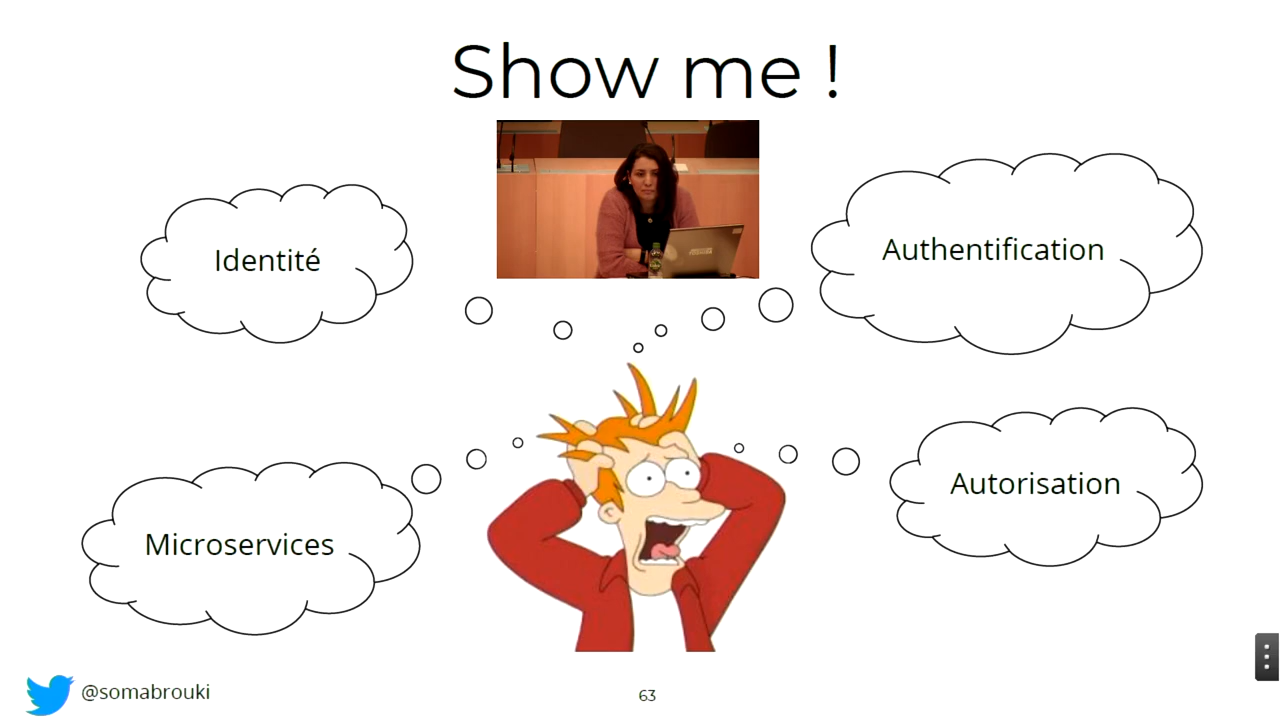 Show me !
Identité
Authentification
Microservices
Autorisation
@somabrouki
63